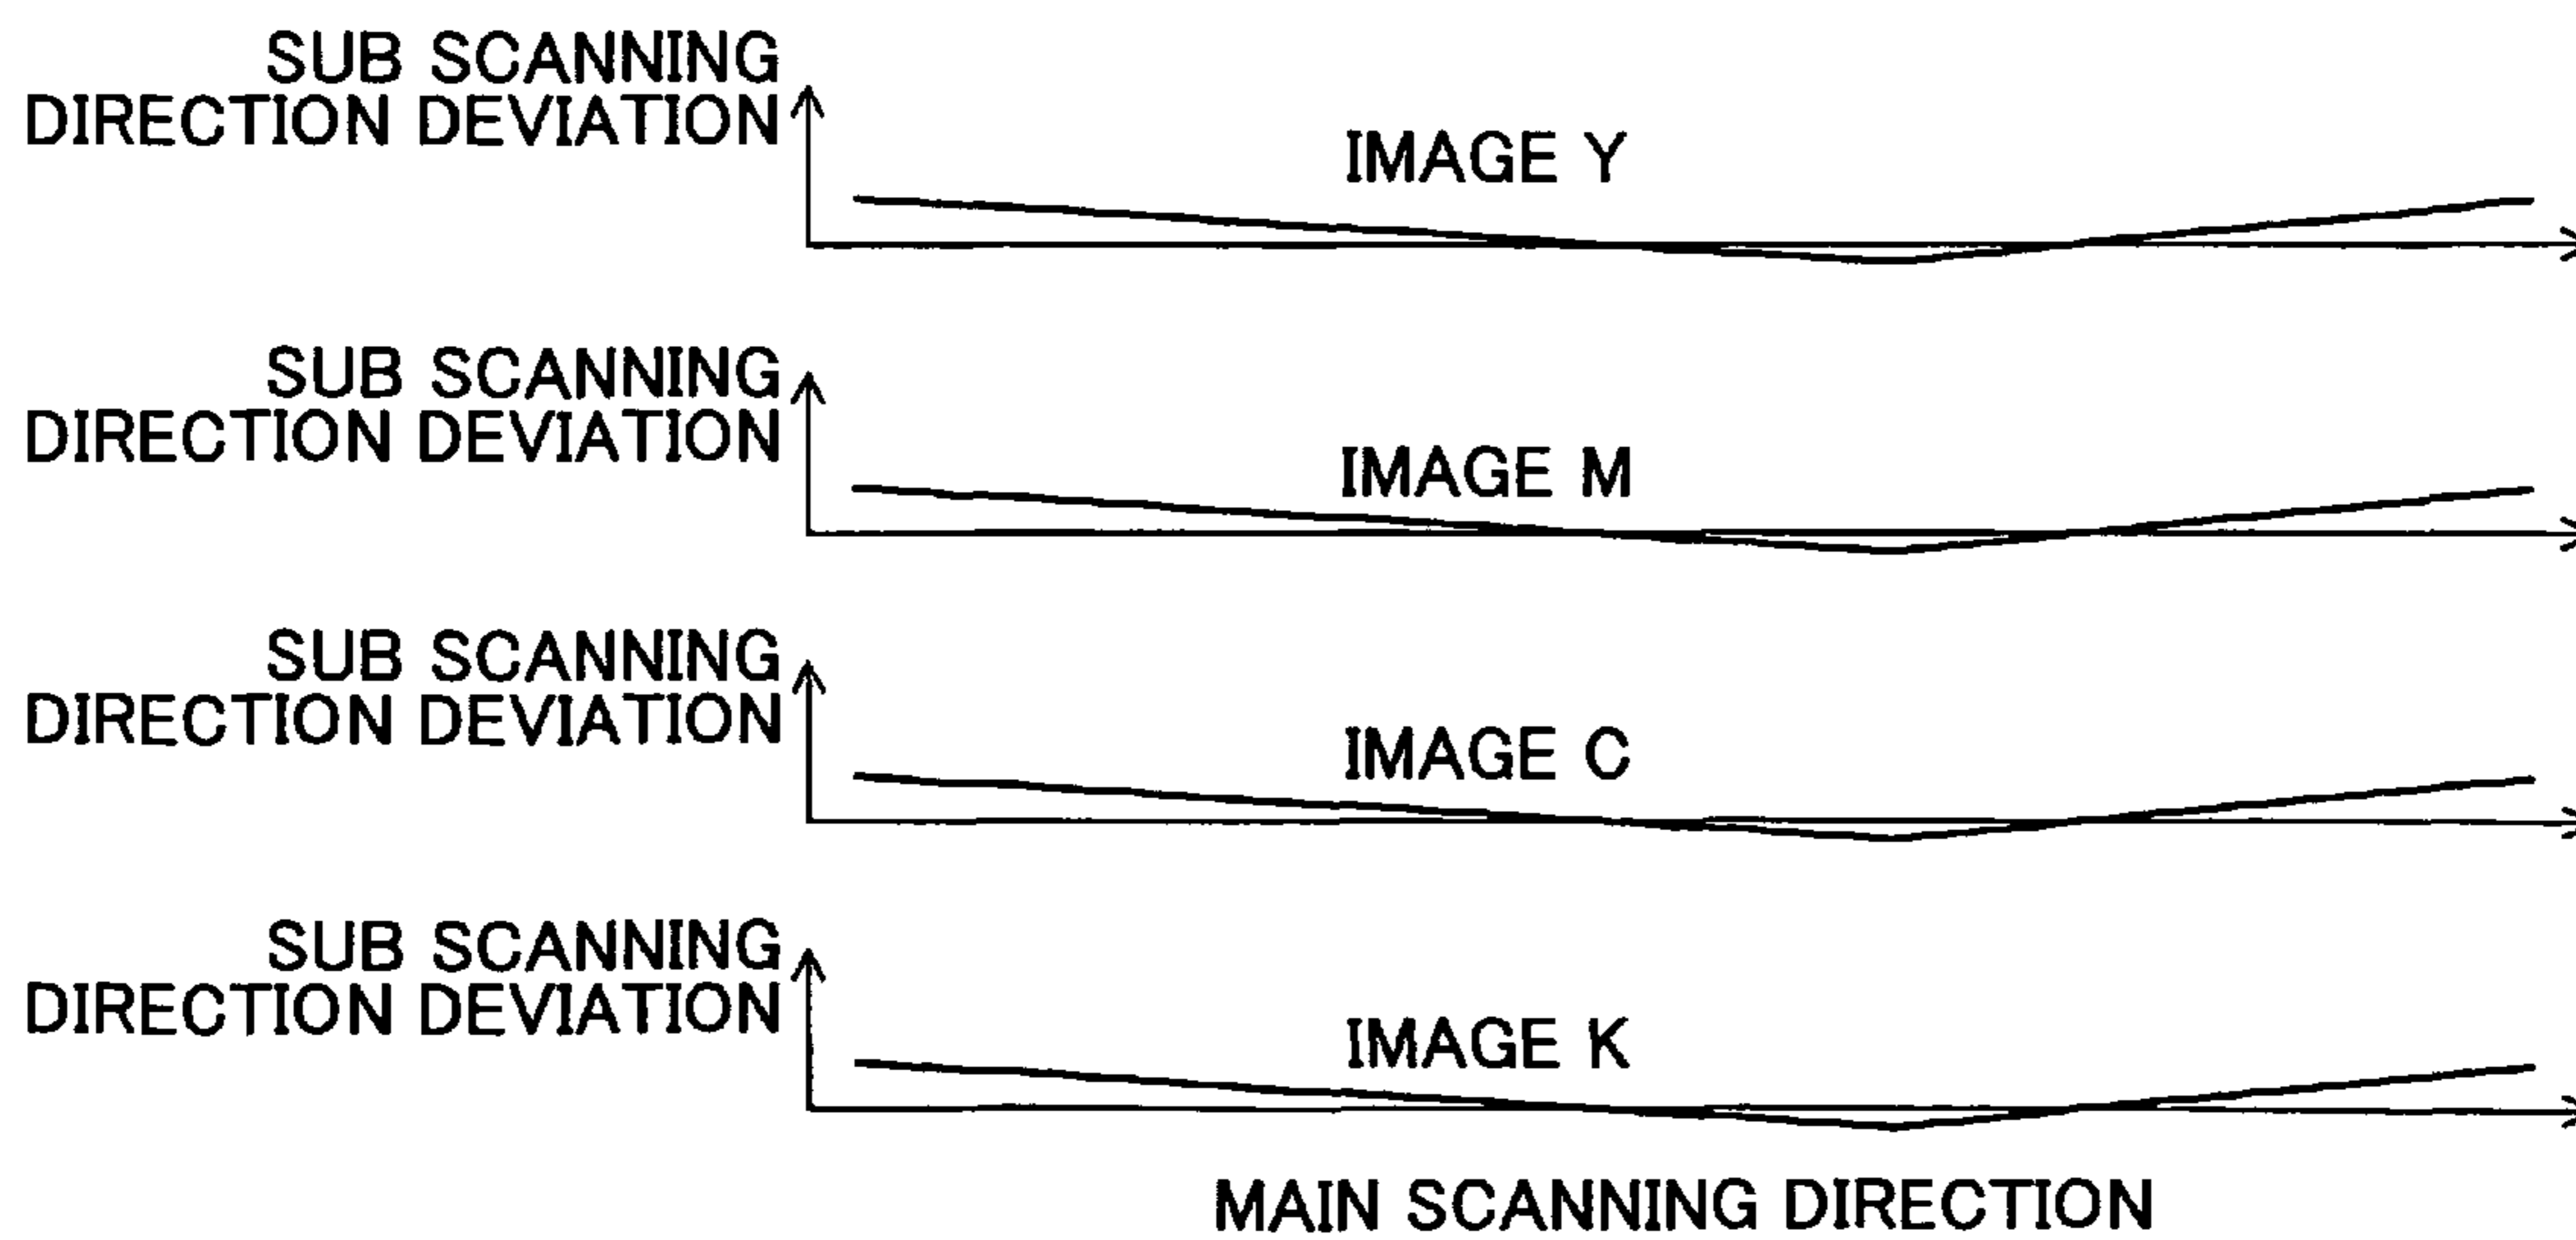 SUB SCANNING
DIRECTION DEVIATION
IMAGE Y
SUB SCANNING
DIRECTION DEVIATION
IMAGE M
SUB SCANNING
DIRECTION DEVIATION
IMAGE C
SUB SCANNING
DIRECTION DEVIATION
IMAGE K
MAIN SCANNING DIRECTION